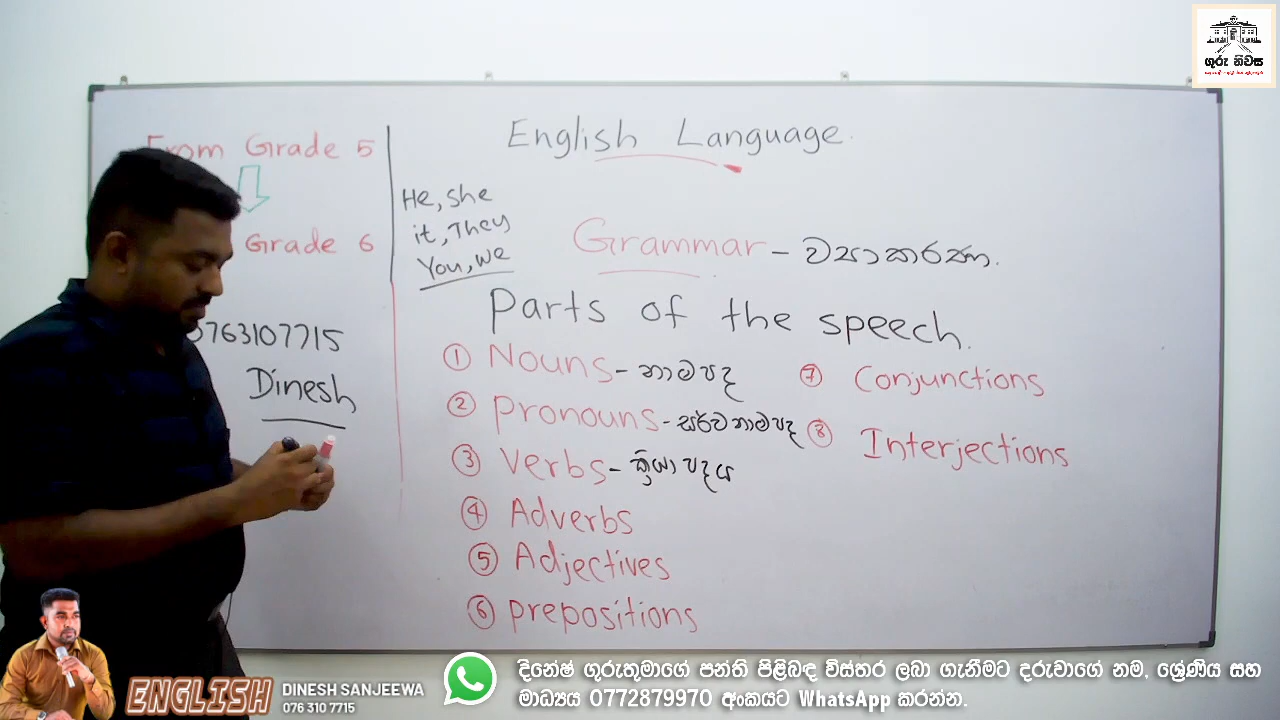 ගුරු නිවස
From Grade 5
Grade 6
0763107715
Dinesh
English Language
He, she
it, They
You, we
Grammar - ව්‍යාකරණ.
Parts of the speech.
① Nouns - නාමපද
② pronouns - සර්වනාමපද
③ Verbs - ක්‍රියා පදය
④ Adverbs
⑤ Adjectives
⑥ prepositions
⑦ Conjunctions
⑧ Interjections
ENGLISH
DINESH SANJEEWA
076 310 7715
දිනේෂ් ගුරුතුමාගේ පන්ති පිළිබඳ විස්තර ලබා ගැනීමට දරුවාගේ නම, ශ්‍රේණිය සහ
මාධ්‍යය 0772879970 අංකයට WhatsApp කරන්න.